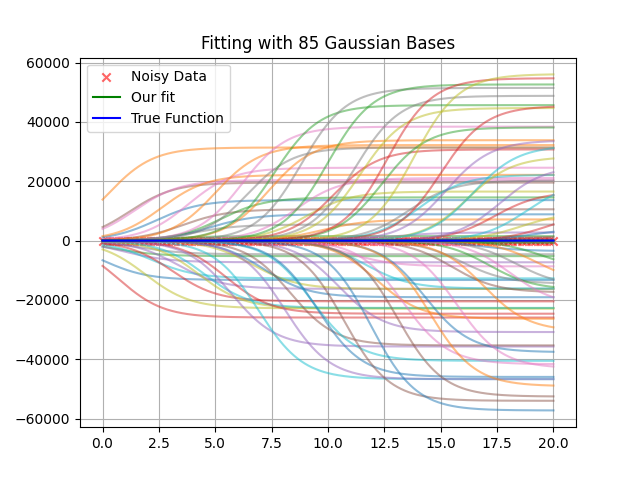 Fitting with 85 Gaussian Bases
60000
40000
20000
0
−20000
−40000
−60000
Noisy Data
Our fit
True Function
0.0 2.5 5.0 7.5 10.0 12.5 15.0 17.5 20.0